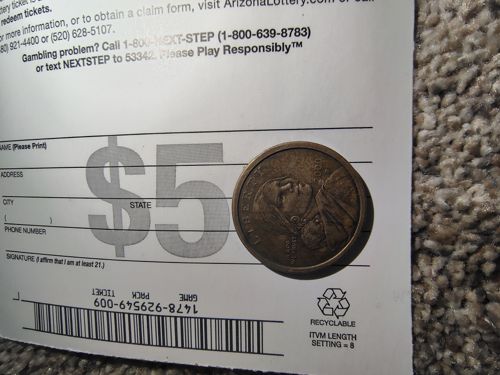 redeem tickets.
more information, or to obtain a claim form, visit ArizonaLottery.com or call
921-4400 or (520) 628-5107.
Gambling problem? Call 1-800-NEXT-STEP (1-800-639-8783)
or text NEXTSTEP to 53342. Please Play Responsibly™
NAME (Please Print)
ADDRESS
$5
CITY
STATE
( )
PHONE NUMBER
SIGNATURE (I affirm that I am at least 21.)
LIBERTY
GAME PACK TICKET
1478-929549-009
RECYCLABLE
ITVM LENGTH
SETTING = 8